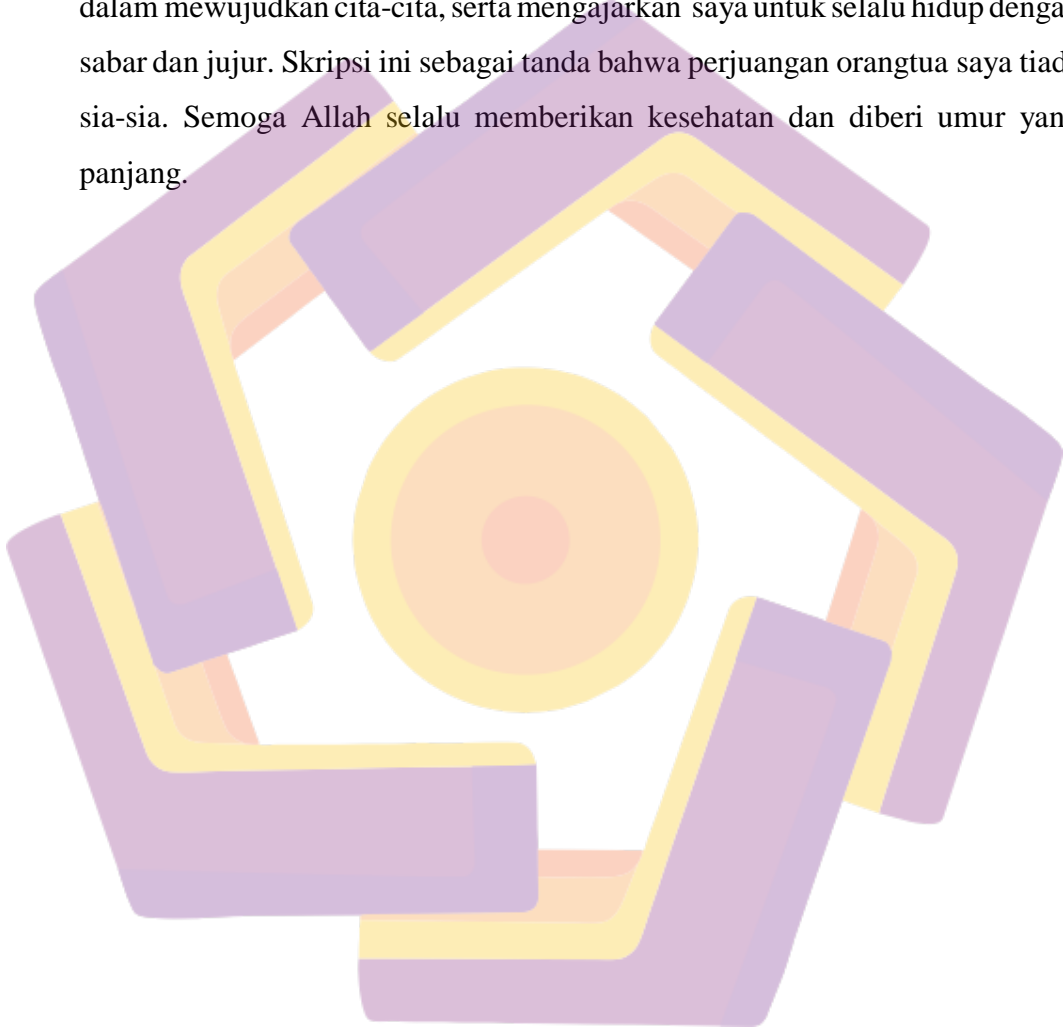 dalam mewujudkan cita-cita, serta mengajarkan saya untuk selalu hidup denga
sabar dan jujur. Skripsi ini sebagai tanda bahwa perjuangan orangtua saya tiad
sia-sia. Semoga Allah selalu memberikan kesehatan dan diberi umur yan
panjang.